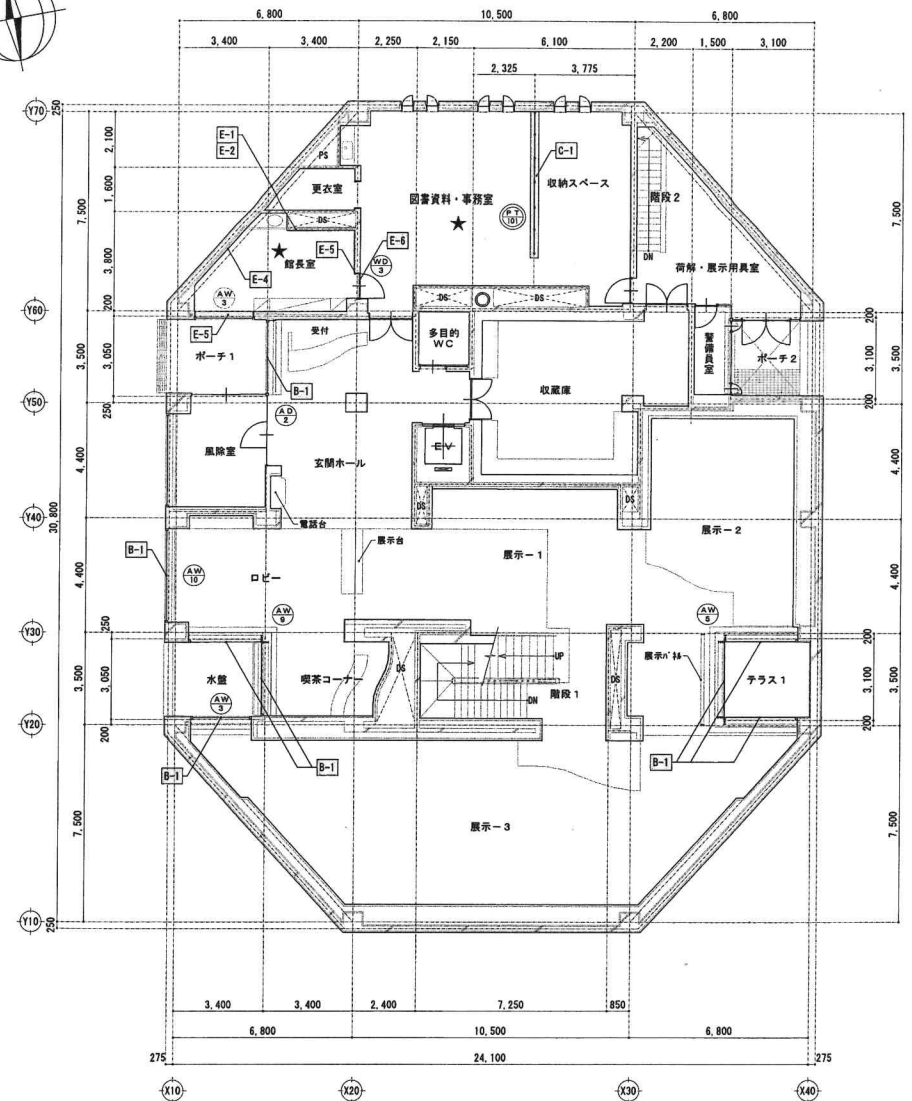 6,800
10,500
6,800
3,400
3,400
2,250
2,150
6,100
2,200
1,500
3,100
2,325
3,775
Y70
250
E-1
E-2
C-1
2,100
PS
更衣室
図書資料・事務室
収納スペース
階段2
1,600
7,500
7,500
DS
★
PT
101
★
館長室
E-5
E-6
WD
3
DN
荷解・展示用具室
3,800
E-4
AW
3
DS
DS
Y60
200
E-5
受付
多目的
WC
警備員室
200
ポーチ1
ポーチ2
3,500
3,050
B-1
収蔵庫
3,100
3,500
Y50
250
AD
2
200
風除室
EV
玄関ホール
4,400
4,400
DS
DS
Y40
30,800
電話台
展示台
展示-2
展示-1
B-1
AW
10
ロビー
4,400
4,400
AW
9
AW
5
Y30
250
200
水盤
喫茶コーナー
DS
UP
階段1
DS
展示パネル
テラス1
3,500
3,050
3,100
3,500
AW
3
DN
Y20
200
200
B-1
B-1
B-1
7,500
展示-3
7,500
Y10
250
3,400
3,400
2,400
7,250
850
6,800
10,500
6,800
275
24,100
275
X10
X20
X30
X40